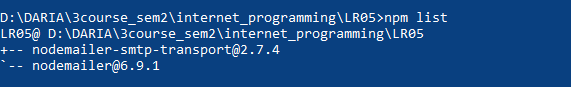 D:\DARIA\3course_sem2\internet_programming\LR05>npm list
LR05@ D:\DARIA\3course_sem2\internet_programming\LR05
+-- nodemailer-smtp-transport@2.7.4
`-- nodemailer@6.9.1